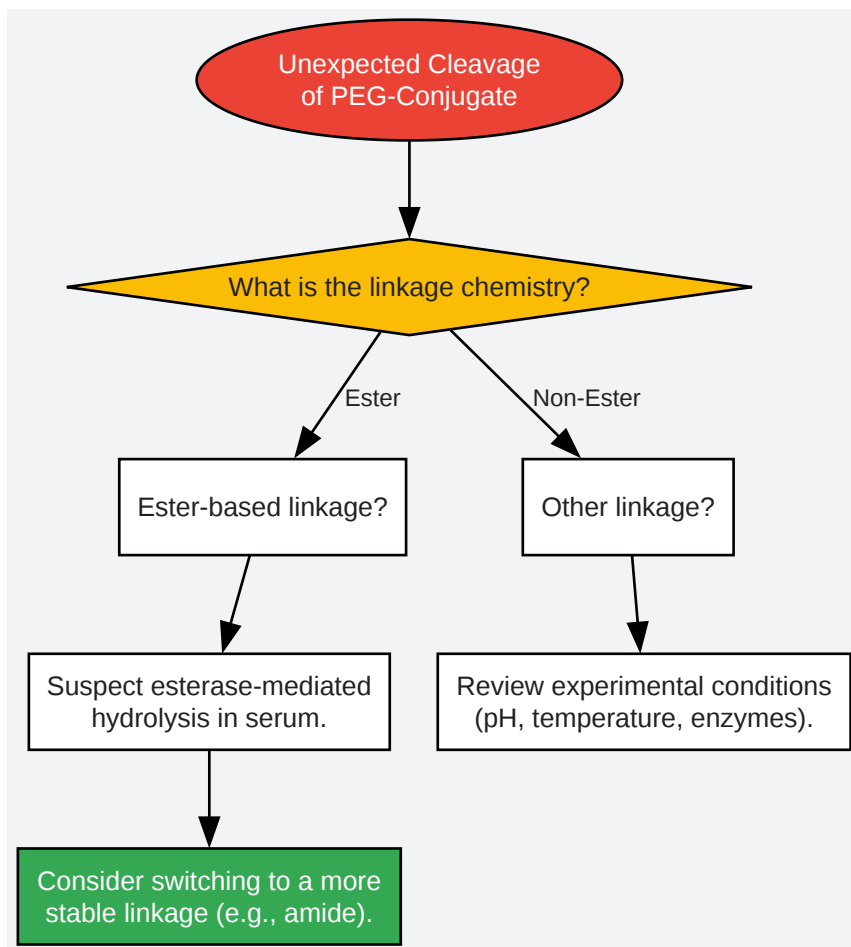 Unexpected Cleavage
of PEG-Conjugate
What is the linkage chemistry?
Ester
Non-Ester
Ester-based linkage?
Other linkage?
Suspect esterase-mediated
hydrolysis in serum.
Review experimental conditions
(pH, temperature, enzymes).
Consider switching to a more
stable linkage (e.g., amide).